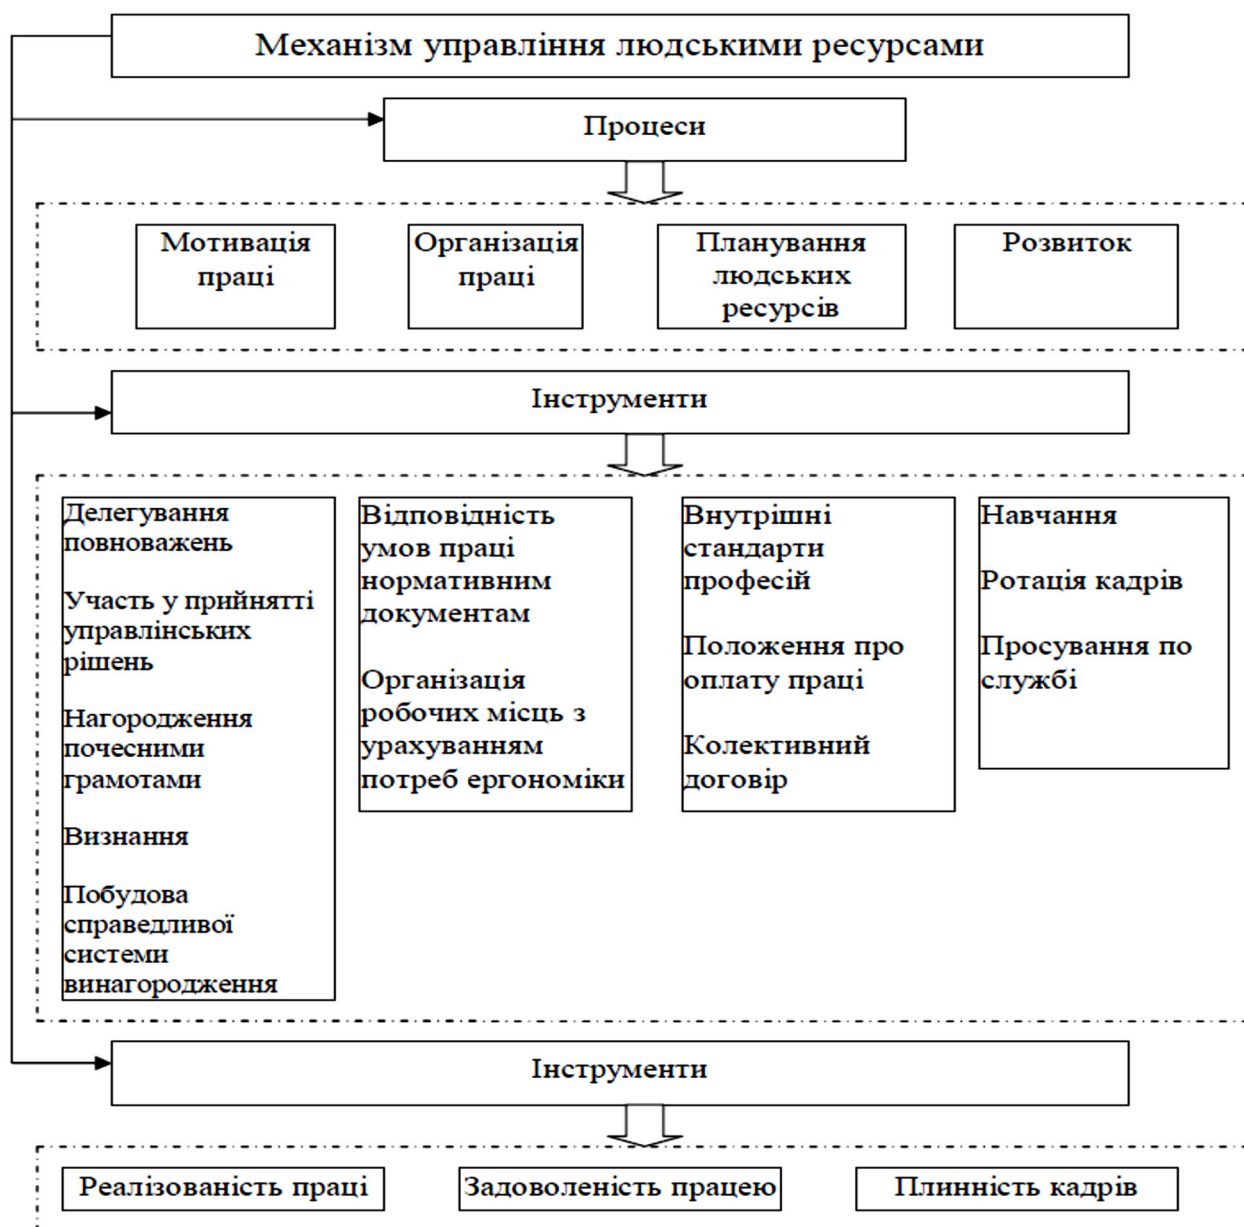 Механізм управління людськими ресурсами
Процеси
Мотивація
праці
Організація
праці
Планування
людських
ресурсів
Розвиток
Інструменти
Делегування
повноважень
Участь у прийнятті
управлінських
рішень
Нагородження
почесними
грамотами
Визнання
Побудова
справедливої
системи
винагородження
Відповідність
умов праці
нормативним
документам
Організація
робочих місць з
урахуванням
потреб ергономіки
Внутрішні
стандарти
професій
Положення про
оплату праці
Колективний
договір
Навчання
Ротація кадрів
Просування по
службі
Інструменти
Реалізованість праці
Задоволеність працею
Плинність кадрів